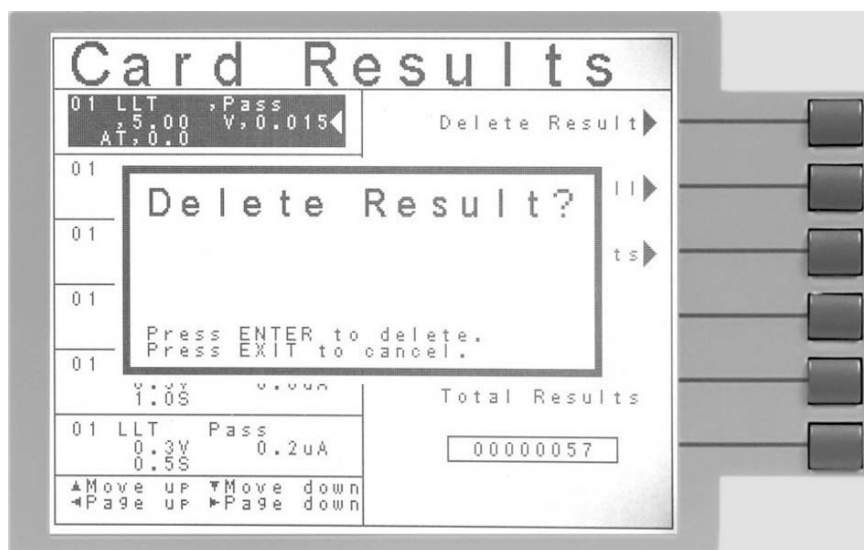 Card Results
01 LLT ,Pass
,5.00 V,0.015
AT,0.0
Delete Result
01
ll
01
ts
01
01
Delete Result?
Press ENTER to delete.
Press EXIT to cancel.
1.0S
Total Results
01 LLT Pass
0.3V 0.2uA
0.5S
00000057
▲Move up ▼Move down
◄Page up ►Page down